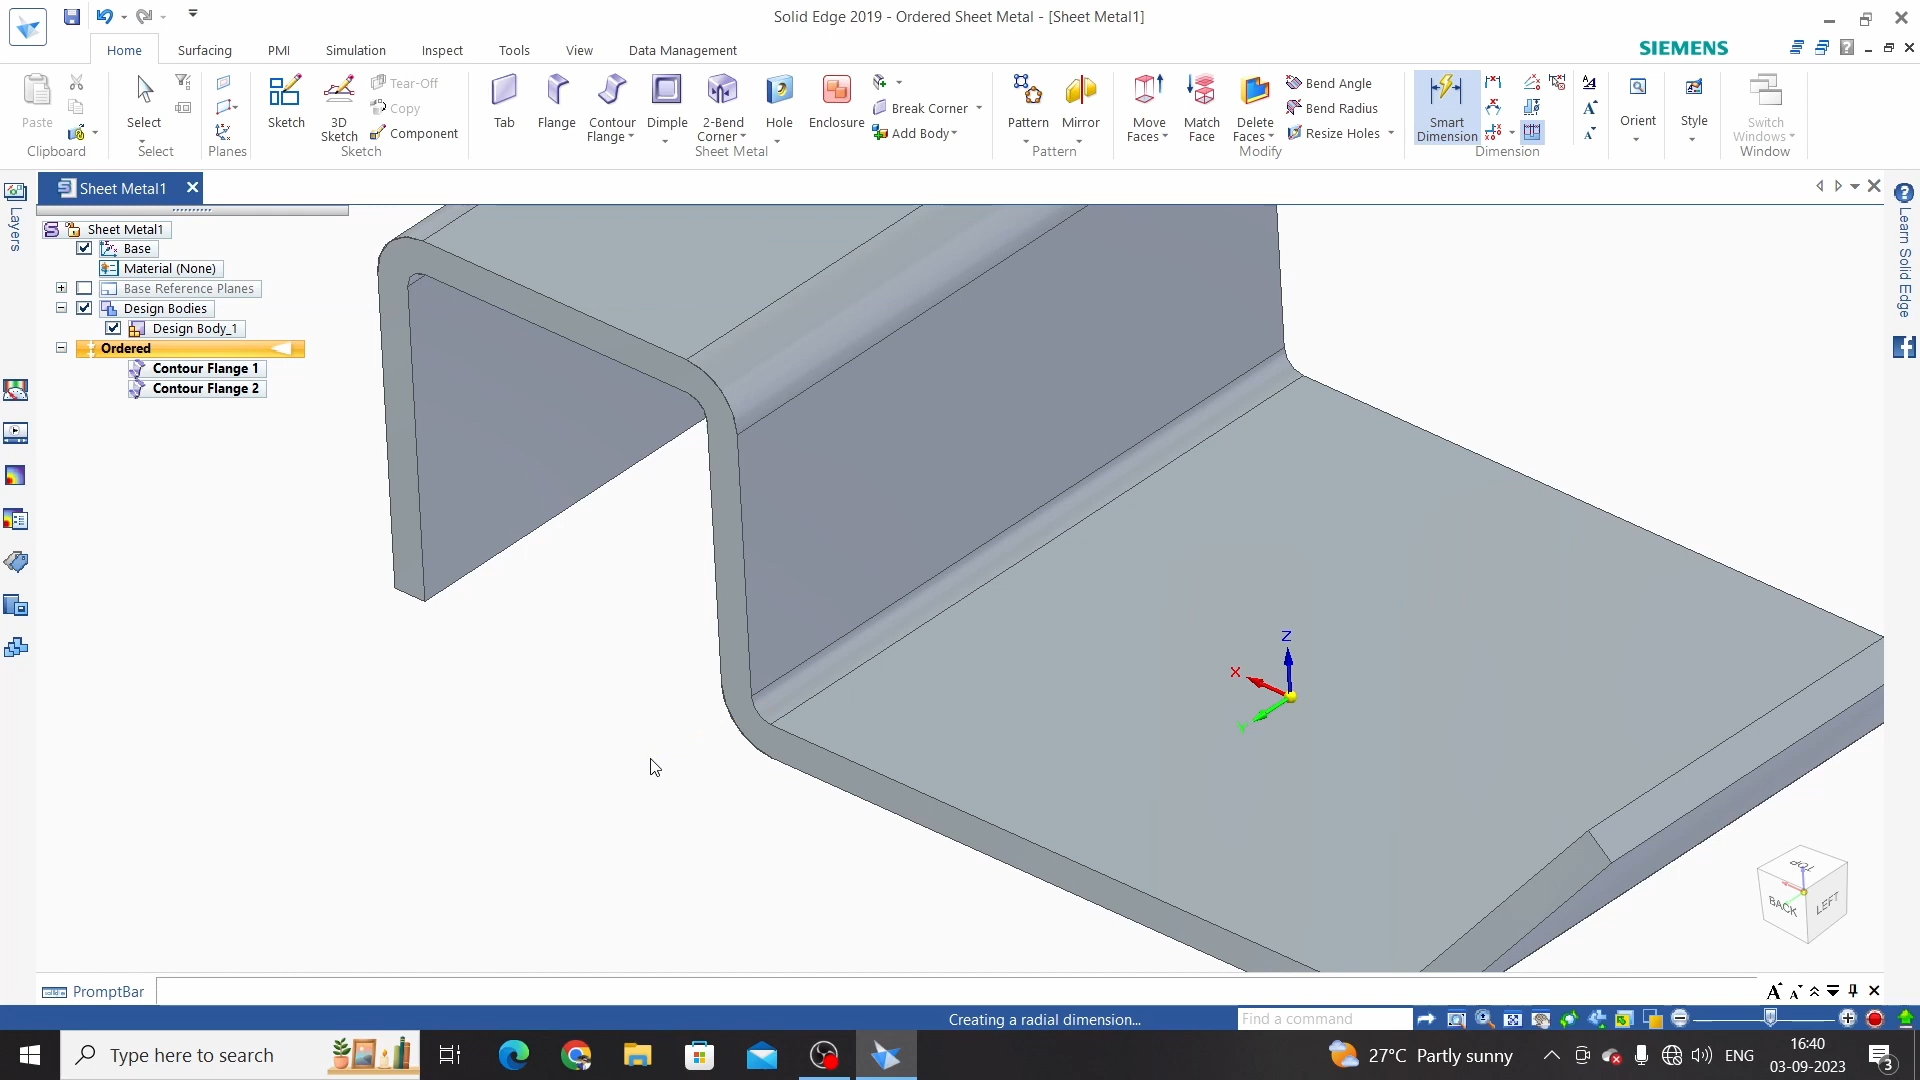 Solid Edge 2019 - Ordered Sheet Metal - [Sheet Metal1]
Home Surfacing PMI Simulation Inspect Tools View Data Management
SIEMENS
Paste
Clipboard
Select
Select
Planes
Sketch
3D Sketch
Tear-Off
Copy
Component
Sketch
Tab
Flange
Contour Flange
Dimple
2-Bend Corner
Hole
Enclosure
Break Corner
Add Body
Sheet Metal
Pattern
Mirror
Pattern
Move Faces
Match Face
Delete Faces
Bend Angle
Bend Radius
Resize Holes
Modify
Smart Dimension
Dimension
Orient
Style
Switch Windows
Window
Sheet Metal1
Layers
Learn Solid Edge
Sheet Metal1
Base
Material (None)
Base Reference Planes
Design Bodies
Design Body_1
Ordered
Contour Flange 1
Contour Flange 2
Z
X
Y
TOP
BACK
LEFT
PromptBar
Creating a radial dimension...
Find a command
Type here to search
27°C Partly sunny
ENG
16:40
03-09-2023
3